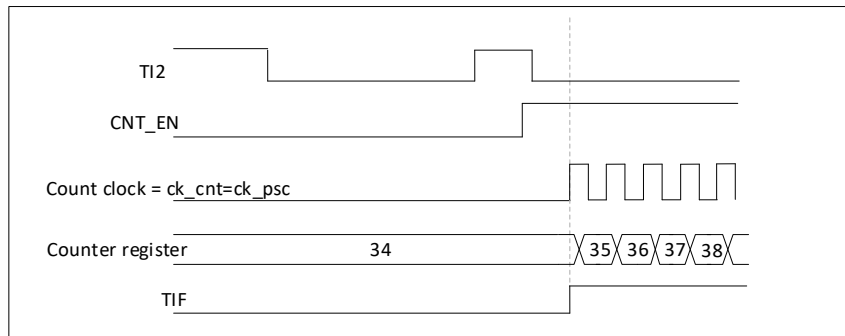 TI2
CNT_EN
Count clock = ck_cnt=ck_psc
Counter register 34 35 36 37 38
TIF